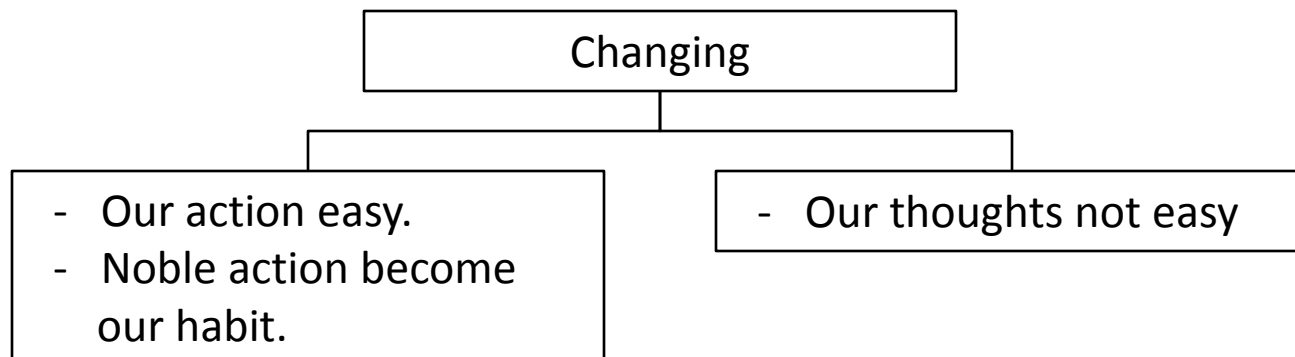 Changing
- Our action easy.
- Noble action become
our habit.
- Our thoughts not easy